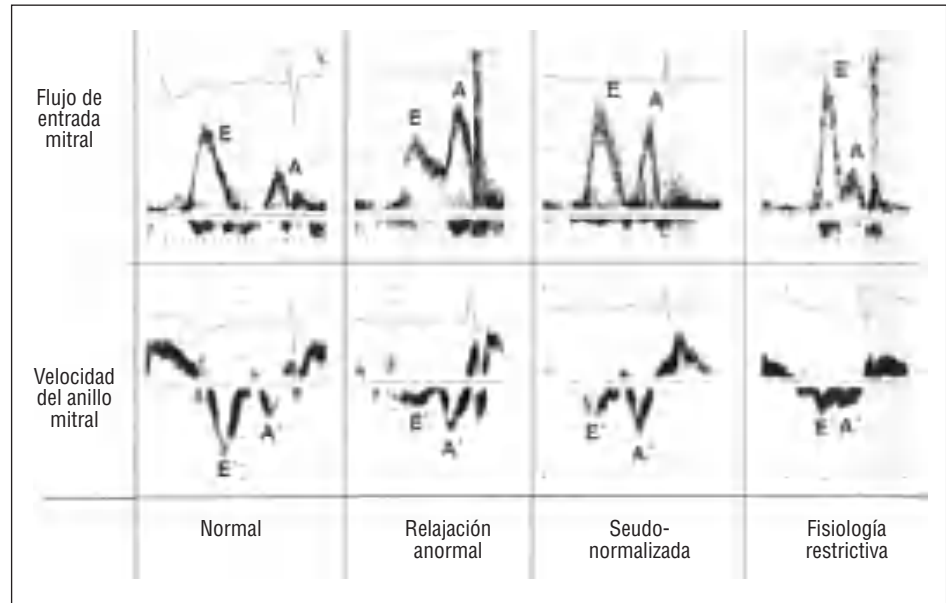 Flujo de
entrada
mitral
E
A
E
A
E
A
E
A
Velocidad
del anillo
mitral
E´
A´
E´
A´
E´
A´
E´
A´
Normal
Relajación
anormal
Seudo-
normalizada
Fisiología
restrictiva